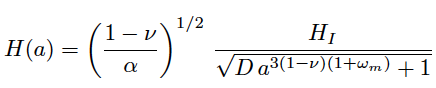 $H(a) = \left(\frac{1-\nu}{\alpha}\right)^{1/2} \frac{H_I}{\sqrt{D\,a^{3(1-\nu)(1+\omega_m)}+1}}$